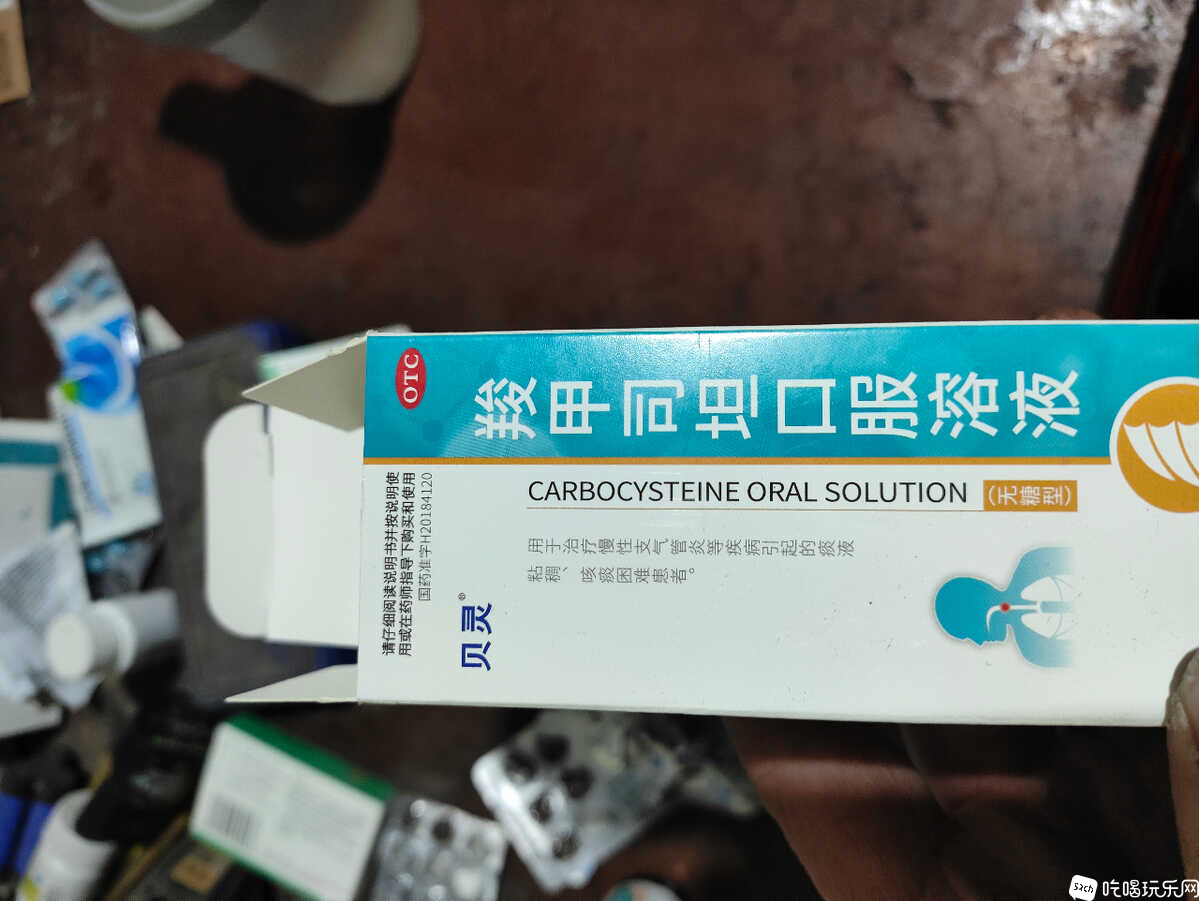 OTC
羧甲司坦口服溶液
CARBOCYSTEINE ORAL SOLUTION
(无糖型)
用于治疗慢性支气管炎等疾病引起的痰液
粘稠、咳痰困难患者。
请仔细阅读说明书并按说明使
用或在药师指导下购买和使用
国药准字H20184120
贝灵®
Sach 吃喝玩乐网